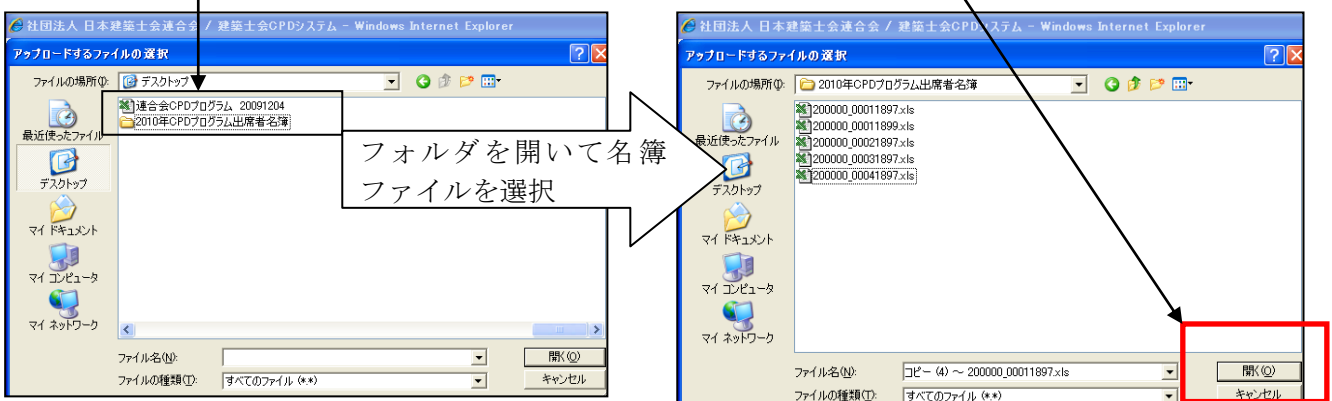 社団法人 日本建築士会連合会 / 建築士会CPDシステム - Windows Internet Explorer
アップロードするファイルの選択
ファイルの場所(I):
デスクトップ
連合会CPDプログラム 20091204
2010年CPDプログラム出席者名簿
最近使ったファイル
デスクトップ
マイ ドキュメント
マイ コンピュータ
マイ ネットワーク
ファイル名(N):
開く(O)
ファイルの種類(T):
すべてのファイル (*.*)
キャンセル
フォルダを開いて名簿
ファイルを選択
社団法人 日本建築士会連合会 / 建築士会CPDシステム - Windows Internet Explorer
アップロードするファイルの選択
ファイルの場所(I):
2010年CPDプログラム出席者名簿
200000_00011897.xls
200000_00011899.xls
200000_00021897.xls
200000_00031897.xls
200000_00041897.xls
最近使ったファイル
デスクトップ
マイ ドキュメント
マイ コンピュータ
マイ ネットワーク
ファイル名(N):
コピー (4) ～ 200000_00011897.xls
開く(O)
ファイルの種類(T):
すべてのファイル (*.*)
キャンセル